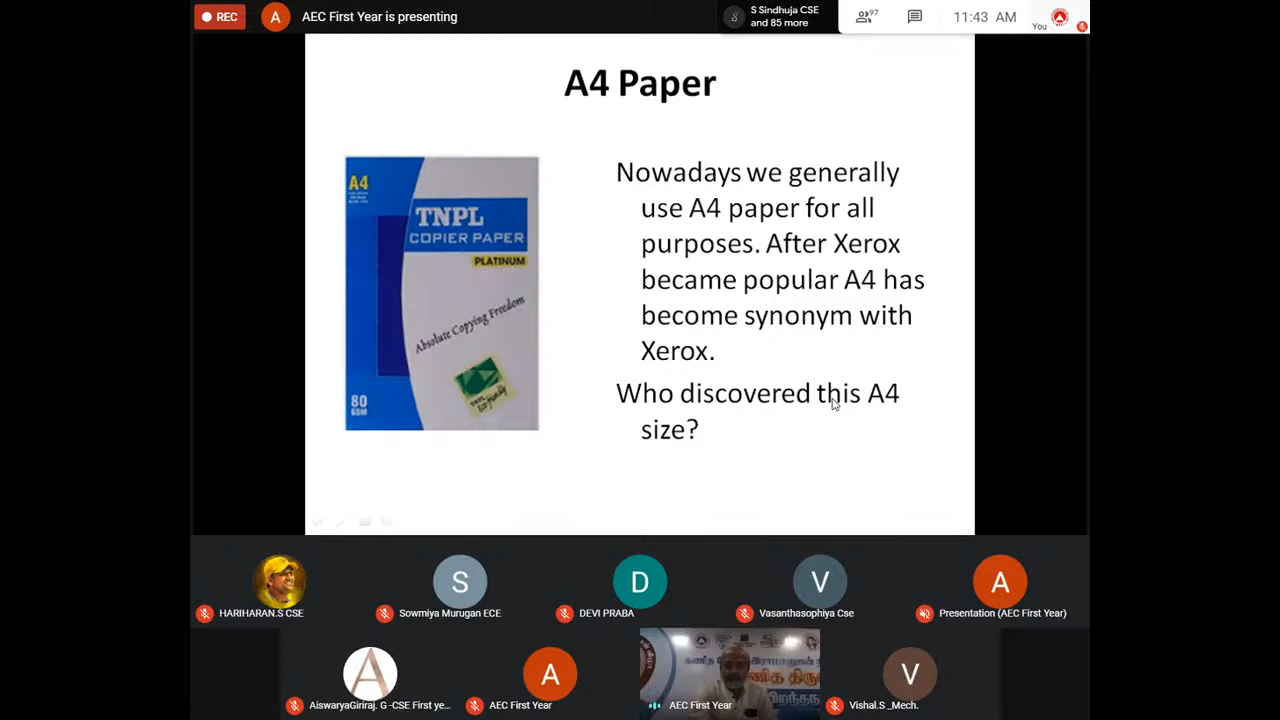 REC
A
AEC First Year is presenting
S
S Sindhuja CSE
and 85 more
97
11:43 AM
You
A4 Paper
A4
TNPL
COPIER PAPER
PLATINUM
Absolute Copying Freedom
80
GSM
TNPL
Nowadays we generally
use A4 paper for all
purposes. After Xerox
became popular A4 has
become synonym with
Xerox.
Who discovered this A4
size?
HARIHARAN.S CSE
S
Sowmiya Murugan ECE
D
DEVI PRABA
V
Vasanthasophiya Cse
A
Presentation (AEC First Year)
A
AiswaryaGiriraj. G -CSE First ye...
A
AEC First Year
கணித
AEC First Year
V
Vishal.S _Mech.